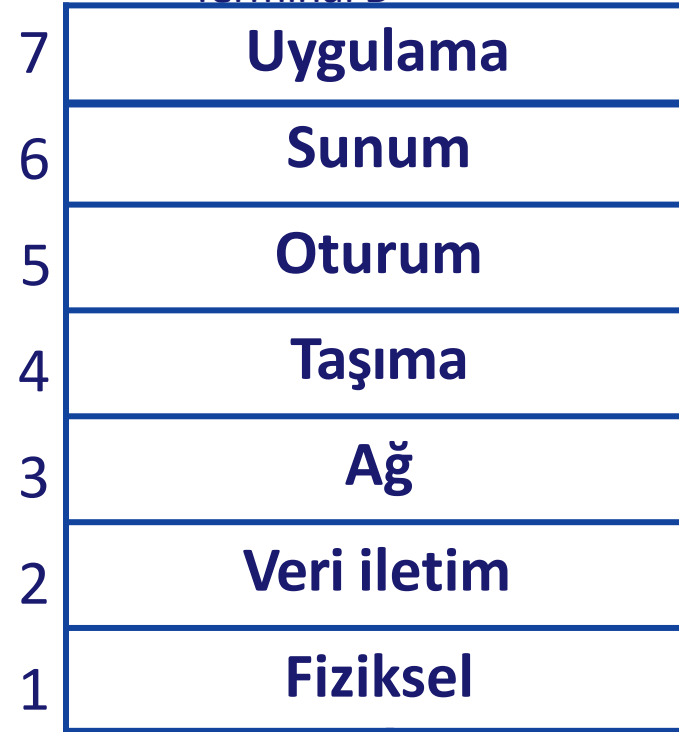 7 Uygulama
6 Sunum
5 Oturum
4 Taşıma
3 Ağ
2 Veri iletim
1 Fiziksel